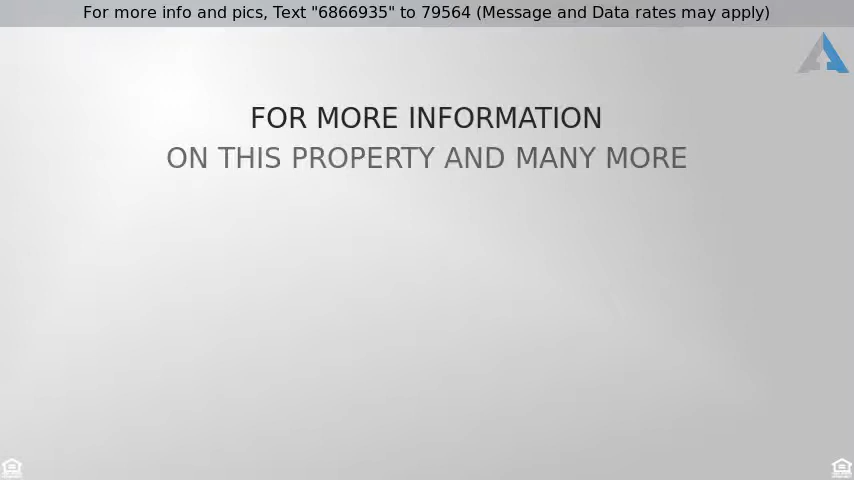 For more info and pics, Text "6866935" to 79564 (Message and Data rates may apply)
FOR MORE INFORMATION
ON THIS PROPERTY AND MANY MORE